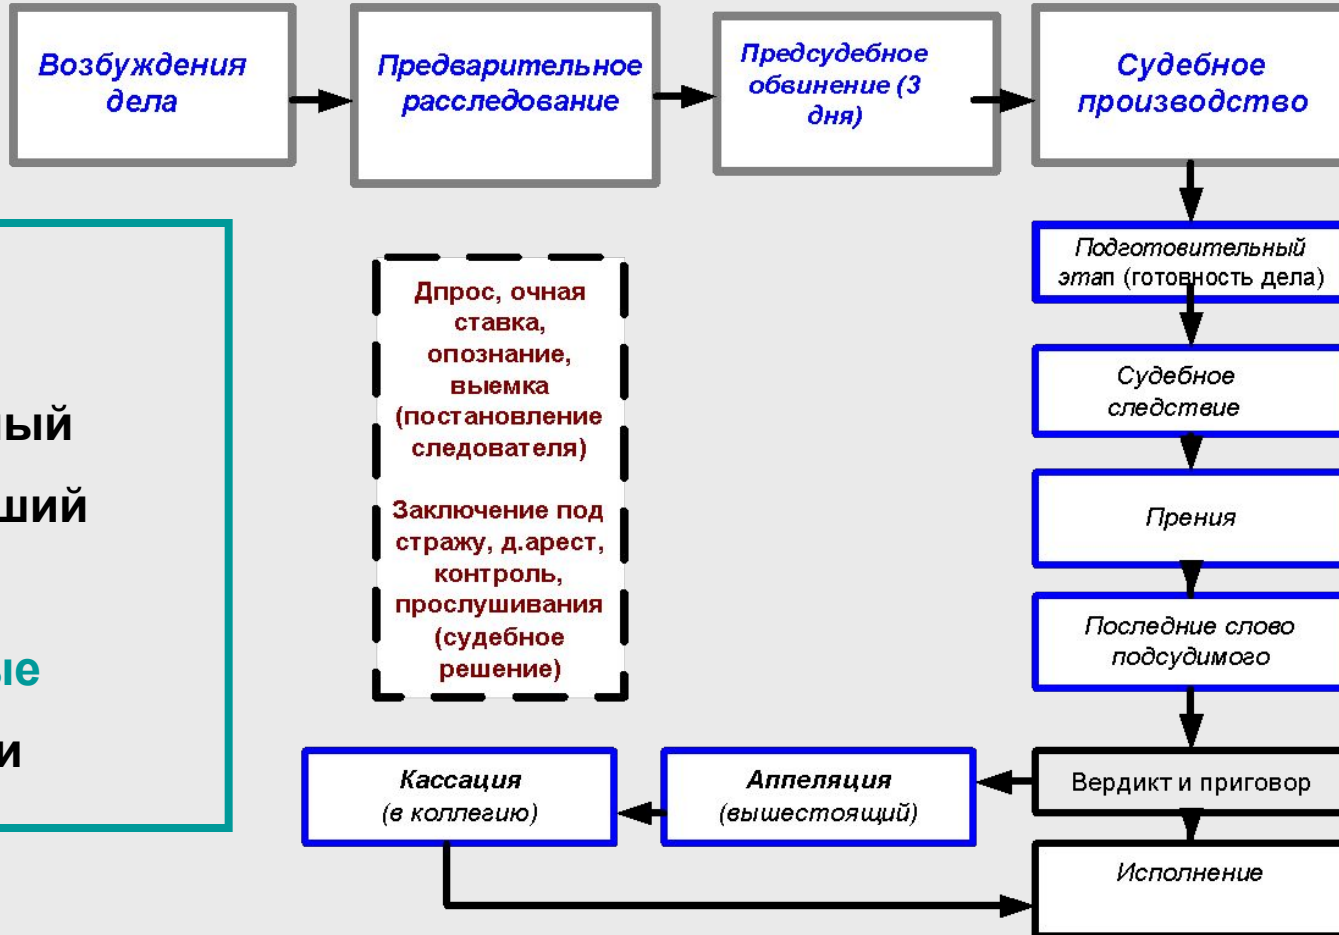 Возбуждения
дела
Предварительное
расследование
Предсудебное
обвинение (3
дня)
Судебное
производство
Подготовительный
этап (готовность дела)
Судебное
следствие
Прения
Последние слово
подсудимого
Вердикт и приговор
Исполнение
Аппеляция
(вышестоящий)
Кассация
(в коллегию)
Дпрос, очная
ставка,
опознание,
выемка
(постановление
следователя)
Заключение под
стражу, д.арест,
контроль,
прослушивания
(судебное
решение)
ный
ший
ые
и